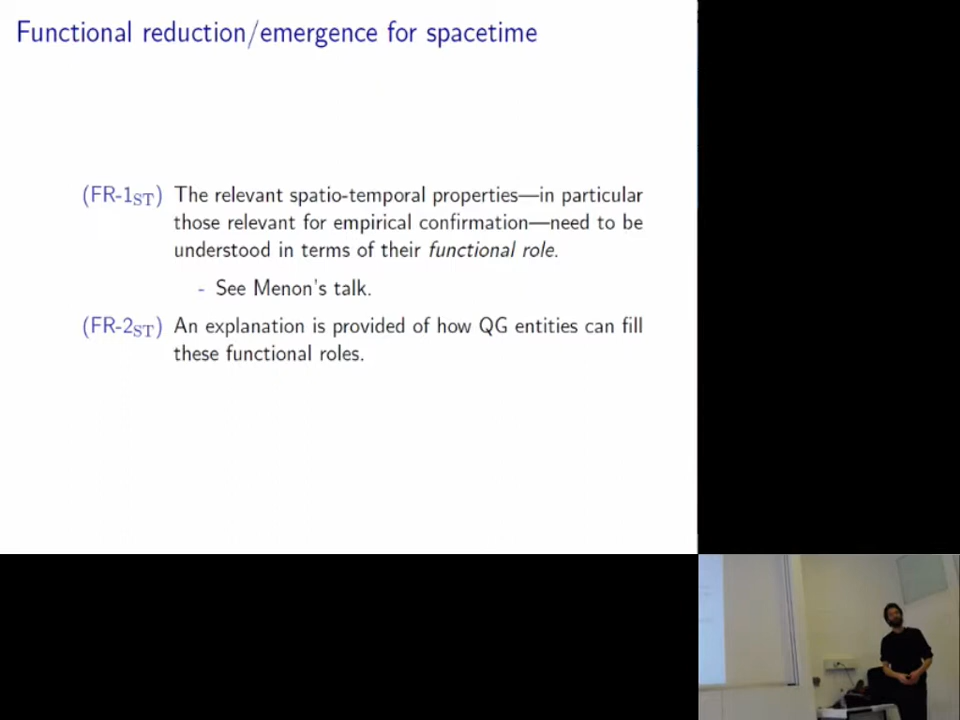 Functional reduction/emergence for spacetime
(FR-1ST) The relevant spatio-temporal properties—in particular
those relevant for empirical confirmation—need to be
understood in terms of their functional role.
- See Menon's talk.
(FR-2ST) An explanation is provided of how QG entities can fill
these functional roles.